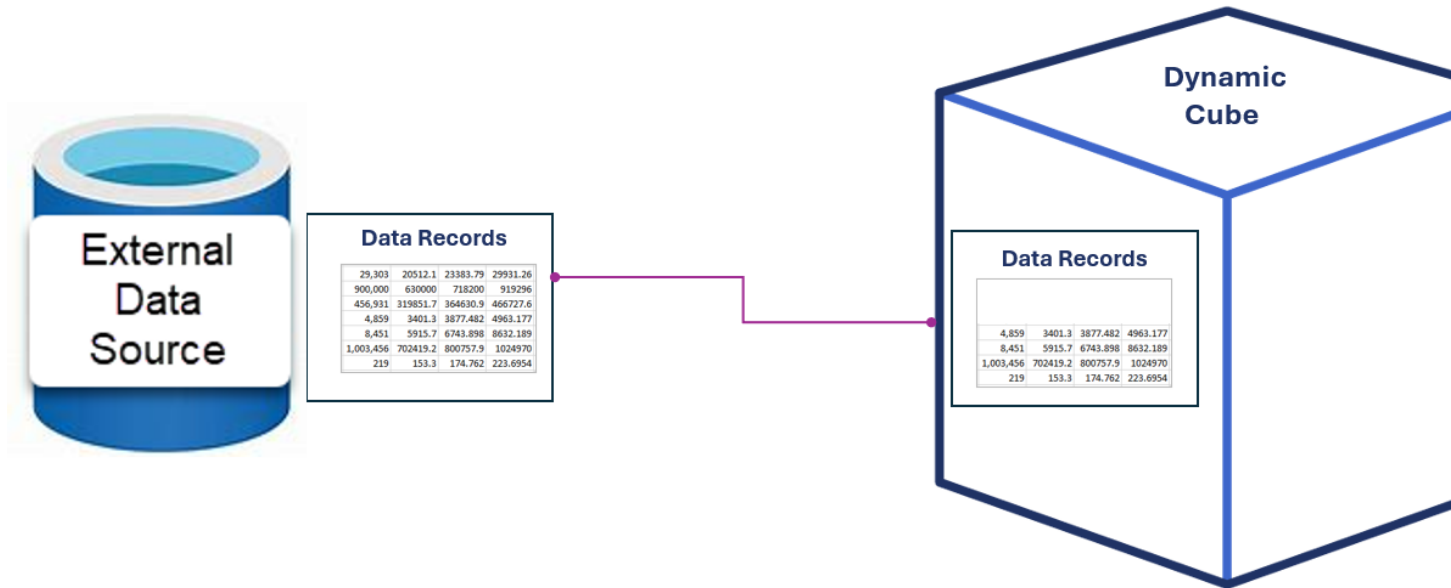 External
Data
Source
Data Records
29,303 20512.1 23383.79 29931.26
900,000 630000 718200 919296
456,931 319851.7 364630.9 466727.6
4,859 3401.3 3877.482 4963.177
8,451 5915.7 6743.898 8632.189
1,003,456 702419.2 800757.9 1024970
219 153.3 174.762 223.6954
Dynamic
Cube
Data Records
4,859 3401.3 3877.482 4963.177
8,451 5915.7 6743.898 8632.189
1,003,456 702419.2 800757.9 1024970
219 153.3 174.762 223.6954